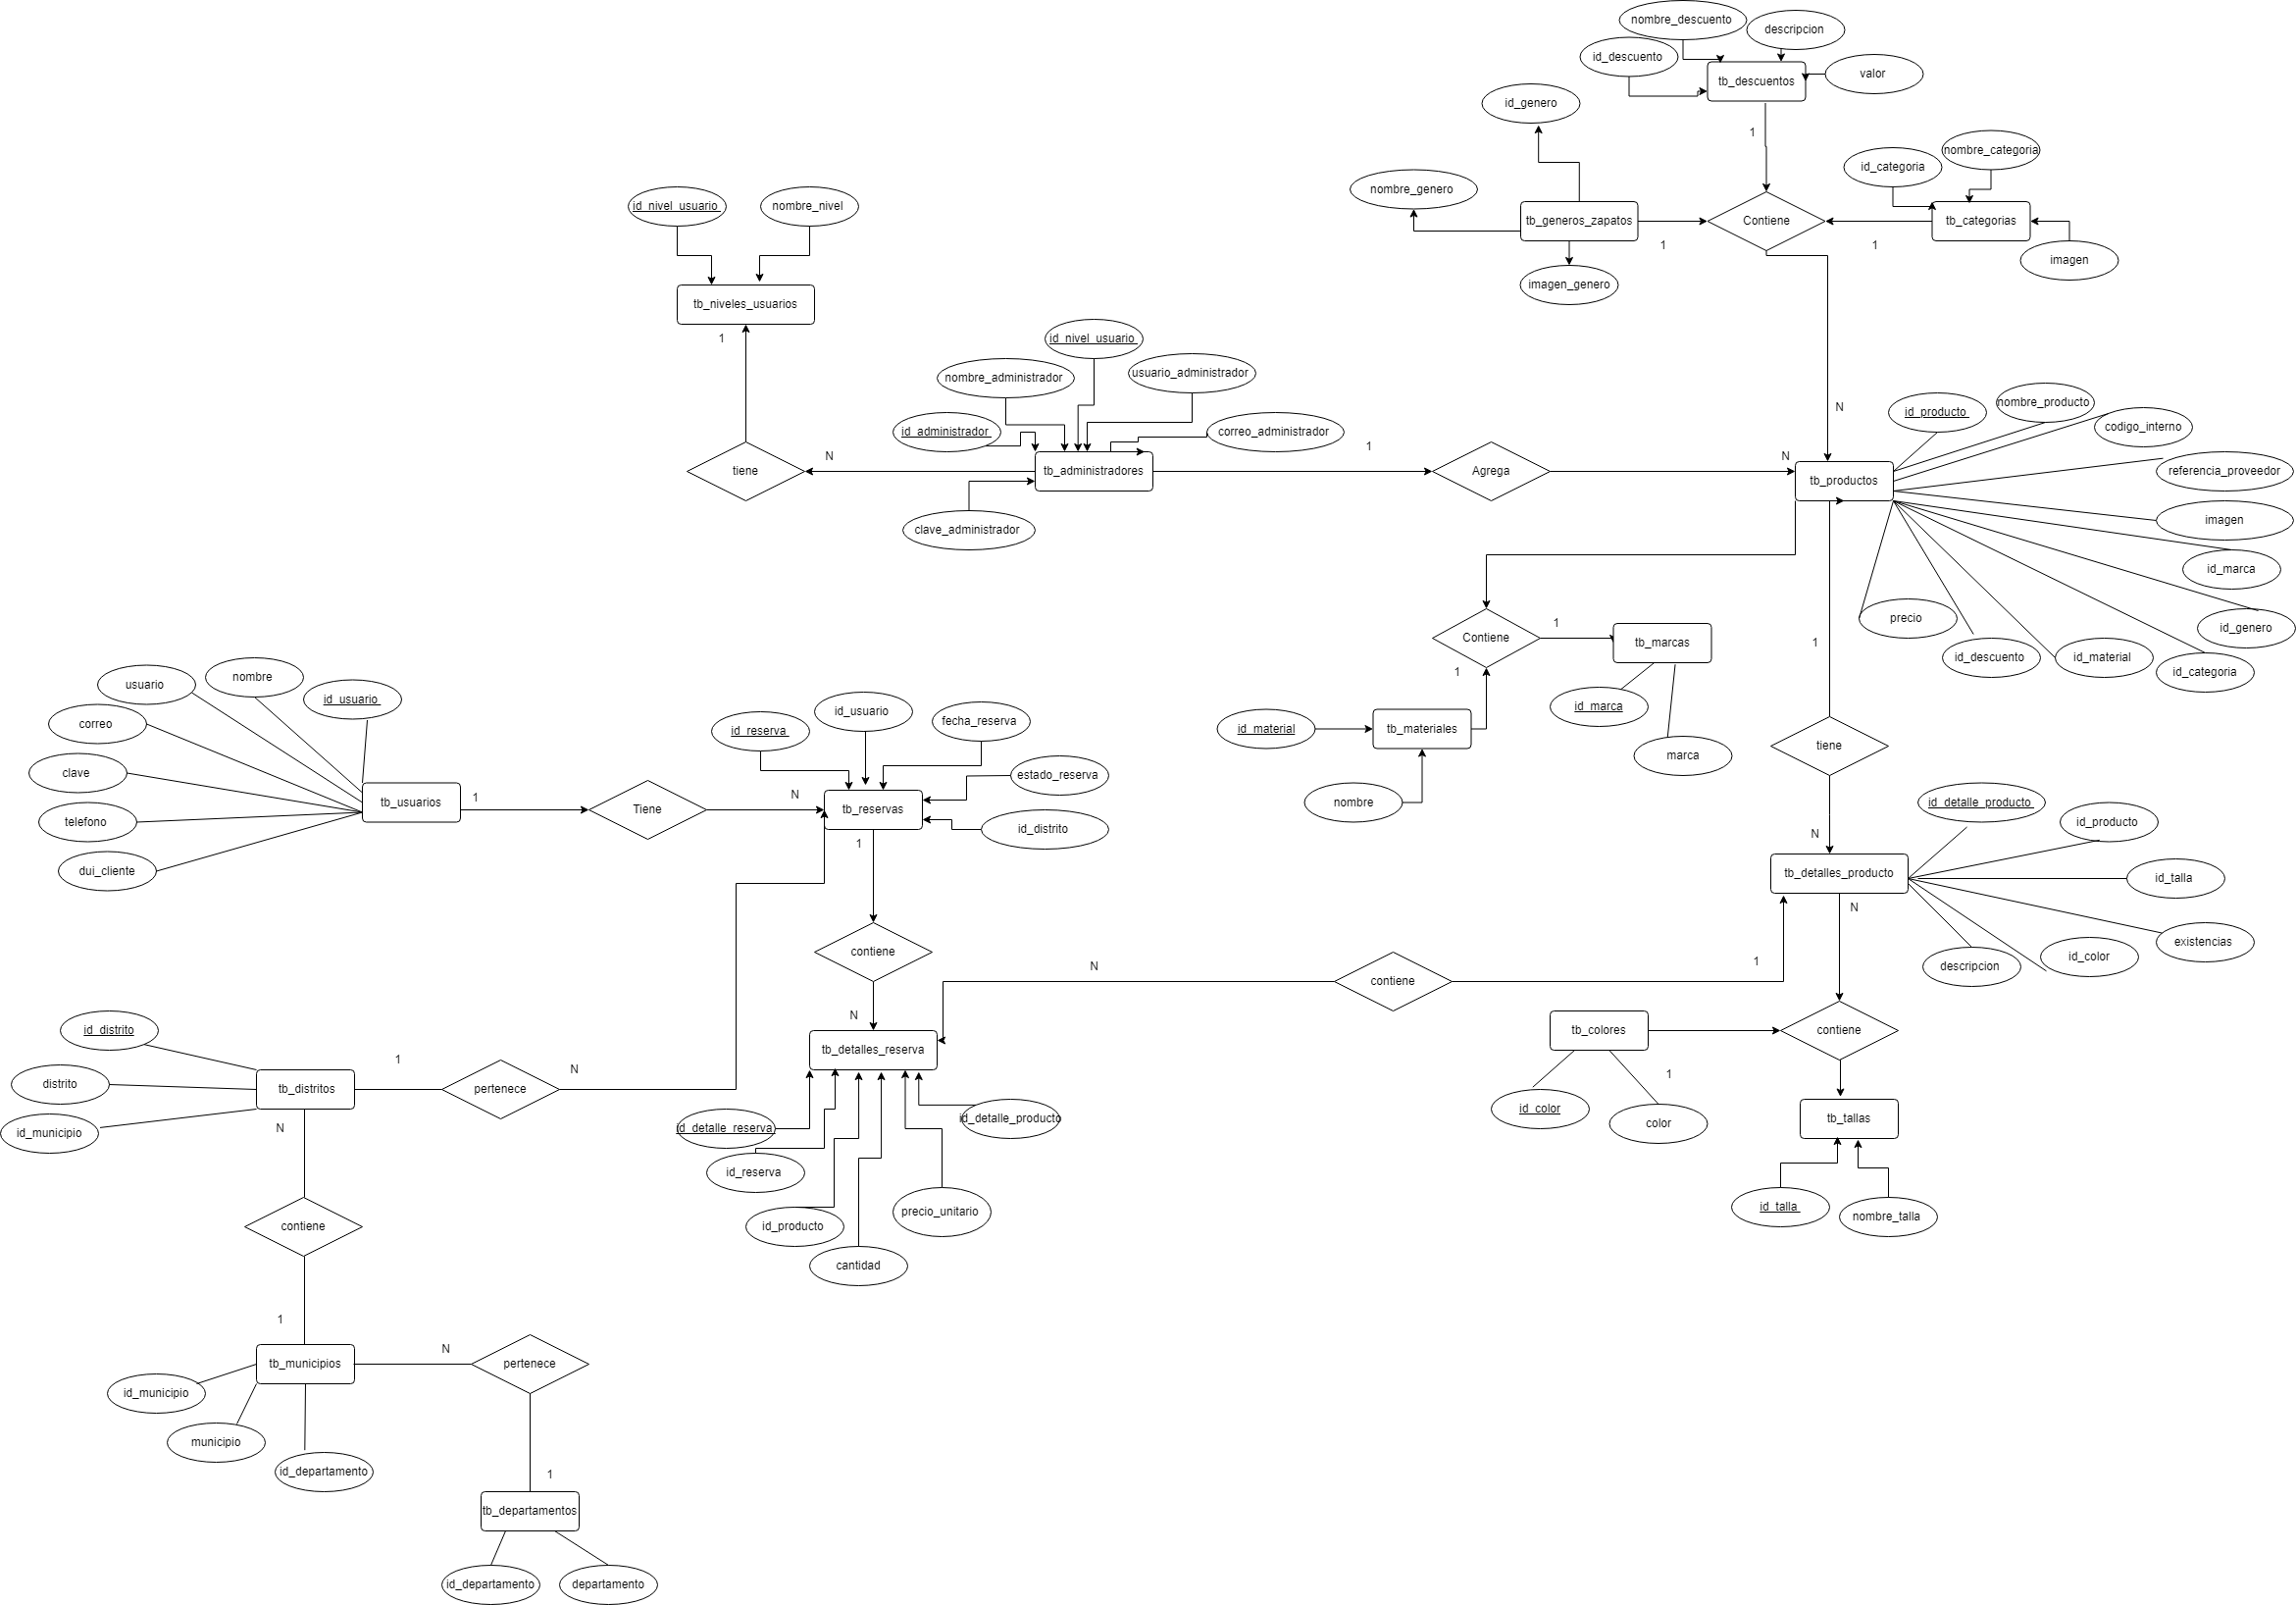 nombre_descuento
descripcion
id_descuento
valor
tb_descuentos
id_genero
1
nombre_categoria
id_categoria
nombre_genero
tb_generos_zapatos
Contiene
tb_categorias
1
1
imagen
imagen_genero
id_nivel_usuario
nombre_nivel
tb_niveles_usuarios
1
id_nivel_usuario
nombre_administrador
usuario_administrador
id_administrador
correo_administrador
tiene
N
tb_administradores
1
Agrega
N
N
clave_administrador
id_producto
nombre_producto
codigo_interno
tb_productos
referencia_proveedor
imagen
id_marca
precio
id_genero
id_descuento
id_material
id_categoria
1
Contiene
1
tb_marcas
1
id_marca
marca
id_material
tb_materiales
nombre
tiene
nombre
usuario
id_usuario
correo
clave
telefono
dui_cliente
tb_usuarios
1
Tiene
N
id_reserva
id_usuario
fecha_reserva
estado_reserva
tb_reservas
id_distrito
1
contiene
N
id_detalle_producto
id_producto
N
tb_detalles_producto
id_talla
N
existencias
id_color
descripcion
N
contiene
1
tb_colores
contiene
id_color
1
color
tb_tallas
id_talla
nombre_talla
tb_detalles_reserva
id_detalle_reserva
id_detalle_producto
id_reserva
id_producto
precio_unitario
cantidad
id_distrito
distrito
id_municipio
tb_distritos
1
pertenece
N
N
contiene
1
tb_municipios
N
pertenece
id_municipio
municipio
id_departamento
1
tb_departamentos
id_departamento
departamento